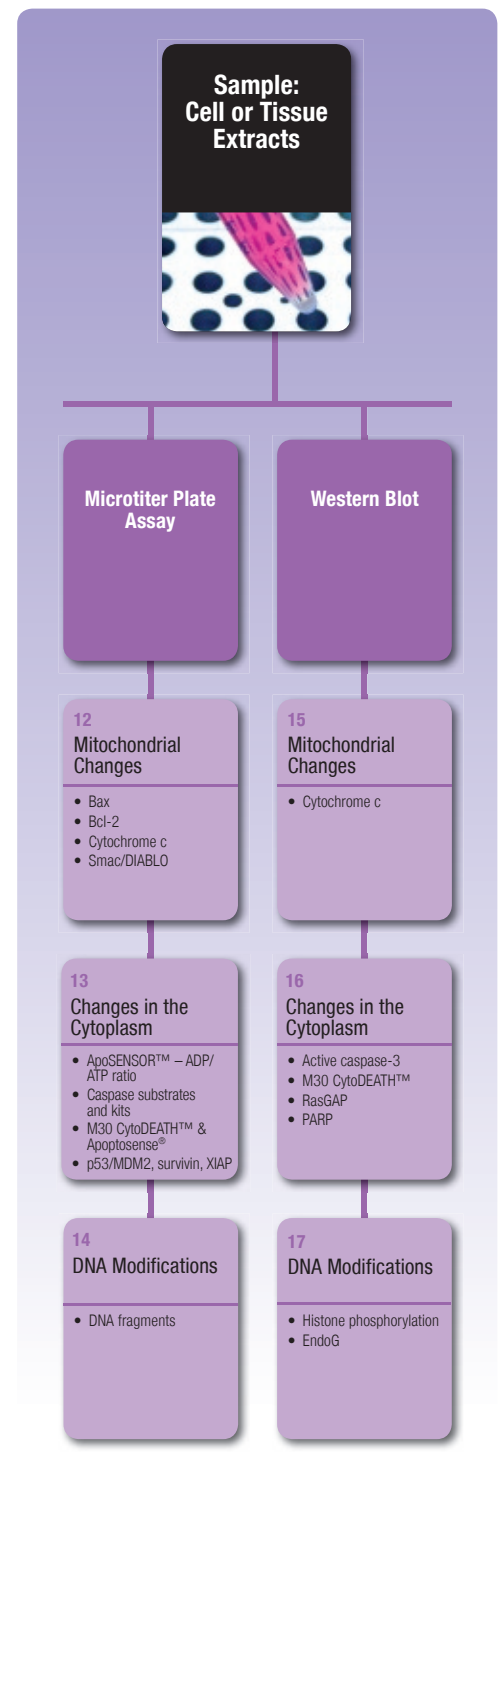 Sample:
Cell or Tissue
Extracts
Microtiter Plate
Assay
Western Blot
12
Mitochondrial
Changes
• Bax
• Bcl-2
• Cytochrome c
• Smac/DIABLO
15
Mitochondrial
Changes
• Cytochrome c
13
Changes in the
Cytoplasm
• ApoSENSOR™ – ADP/
ATP ratio
• Caspase substrates
and kits
• M30 CytoDEATH™ &
Apoptosense®
• p53/MDM2, survivin, XIAP
16
Changes in the
Cytoplasm
• Active caspase-3
• M30 CytoDEATH™
• RasGAP
• PARP
14
DNA Modifications
• DNA fragments
17
DNA Modifications
• Histone phosphorylation
• EndoG